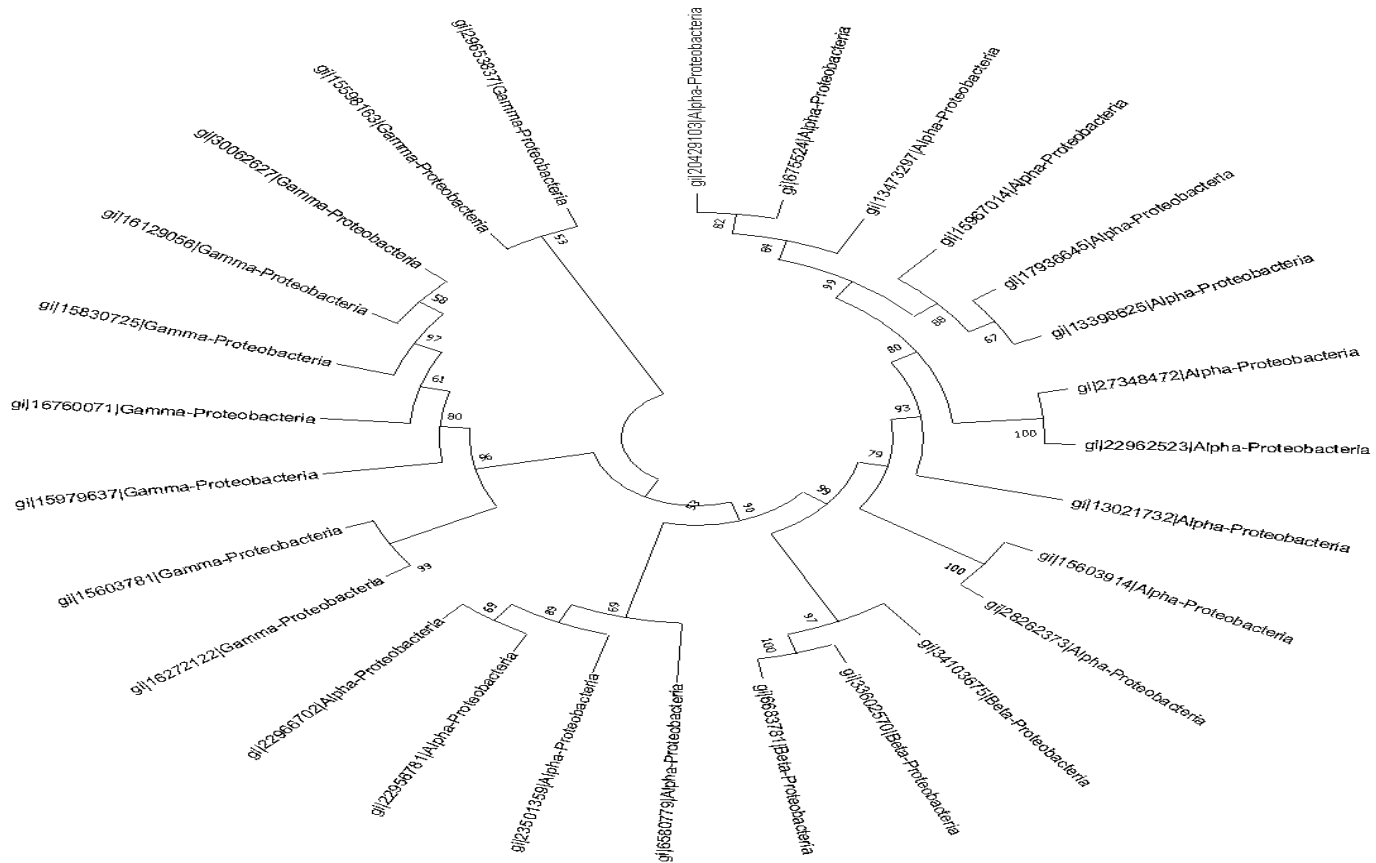 gi|20429103|Alpha-Proteobacteria
gi|675524|Alpha-Proteobacteria
gi|13473297|Alpha-Proteobacteria
gi|15967014|Alpha-Proteobacteria
gi|17936645|Alpha-Proteobacteria
gi|13398625|Alpha-Proteobacteria
gi|27348472|Alpha-Proteobacteria
gi|22962523|Alpha-Proteobacteria
gi|13021732|Alpha-Proteobacteria
gi|15603914|Alpha-Proteobacteria
gi|28262373|Alpha-Proteobacteria
gi|34103675|Beta-Proteobacteria
gi|33602570|Beta-Proteobacteria
gi|6683781|Beta-Proteobacteria
gi|6580779|Alpha-Proteobacteria
gi|23501359|Alpha-Proteobacteria
gi|22958781|Alpha-Proteobacteria
gi|22966702|Alpha-Proteobacteria
gi|16272122|Gamma-Proteobacteria
gi|15603781|Gamma-Proteobacteria
gi|15979637|Gamma-Proteobacteria
gi|16760071|Gamma-Proteobacteria
gi|15830725|Gamma-Proteobacteria
gi|16129056|Gamma-Proteobacteria
gi|30062627|Gamma-Proteobacteria
gi|15598163|Gamma-Proteobacteria
gi|29653837|Gamma-Proteobacteria
82
99
88
67
80
100
93
79
99
100
97
100
90
53
69
89
69
99
96
80
61
97
58
53